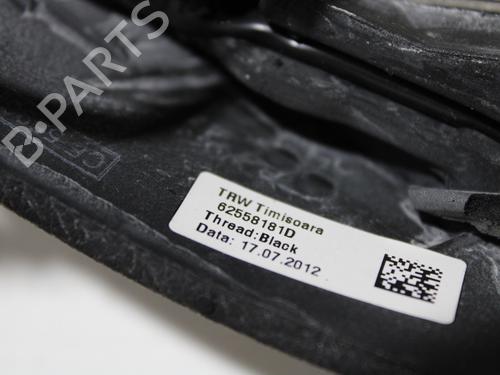 B-PARTS
TRW Timisoara
62558181D
Thread:Black
Data: 17.07.2012